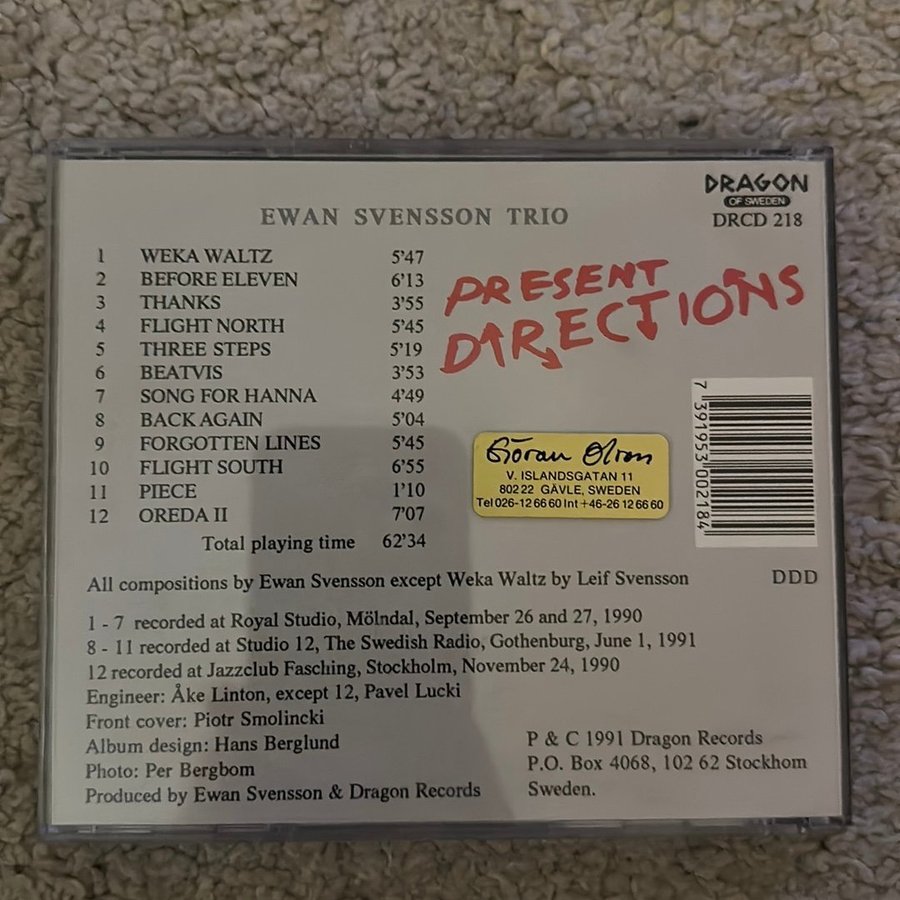 DRAGON
OF SWEDEN
DRCD 218
EWAN SVENSSON TRIO
1 WEKA WALTZ 5'47
2 BEFORE ELEVEN 6'13
3 THANKS 3'55
4 FLIGHT NORTH 5'45
5 THREE STEPS 5'19
6 BEATVIS 3'53
7 SONG FOR HANNA 4'49
8 BACK AGAIN 5'04
9 FORGOTTEN LINES 5'45
10 FLIGHT SOUTH 6'55
11 PIECE 1'10
12 OREDA II 7'07
Total playing time 62'34
PRESENT
DIRECTIONS
7 391953 002184
Göran Olson
V. ISLANDSGATAN 11
802 22 GÄVLE, SWEDEN
Tel 026-12 66 60 Int +46-26 12 66 60
All compositions by Ewan Svensson except Weka Waltz by Leif Svensson
DDD
1 - 7 recorded at Royal Studio, Mölndal, September 26 and 27, 1990
8 - 11 recorded at Studio 12, The Swedish Radio, Gothenburg, June 1, 1991
12 recorded at Jazzclub Fasching, Stockholm, November 24, 1990
Engineer: Åke Linton, except 12, Pavel Lucki
Front cover: Piotr Smolincki
Album design: Hans Berglund
Photo: Per Bergbom
Produced by Ewan Svensson & Dragon Records
P & C 1991 Dragon Records
P.O. Box 4068, 102 62 Stockhom
Sweden.